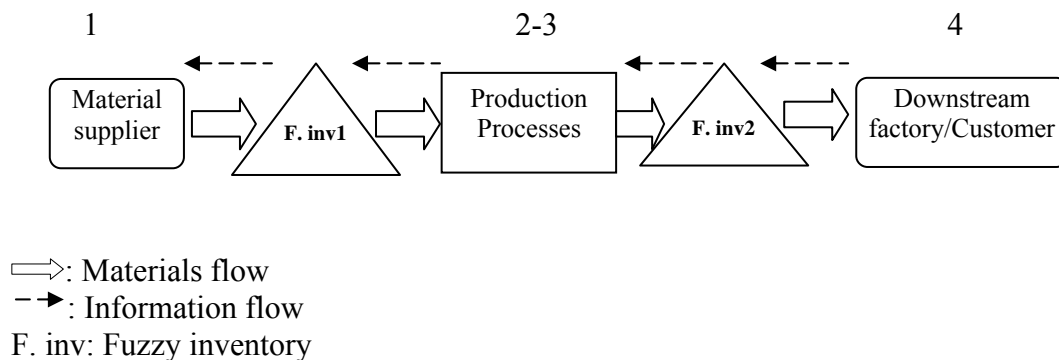 1 2-3 4
Material
supplier
F. inv1
Production
Processes
F. inv2
Downstream
factory/Customer
: Materials flow
: Information flow
F. inv: Fuzzy inventory